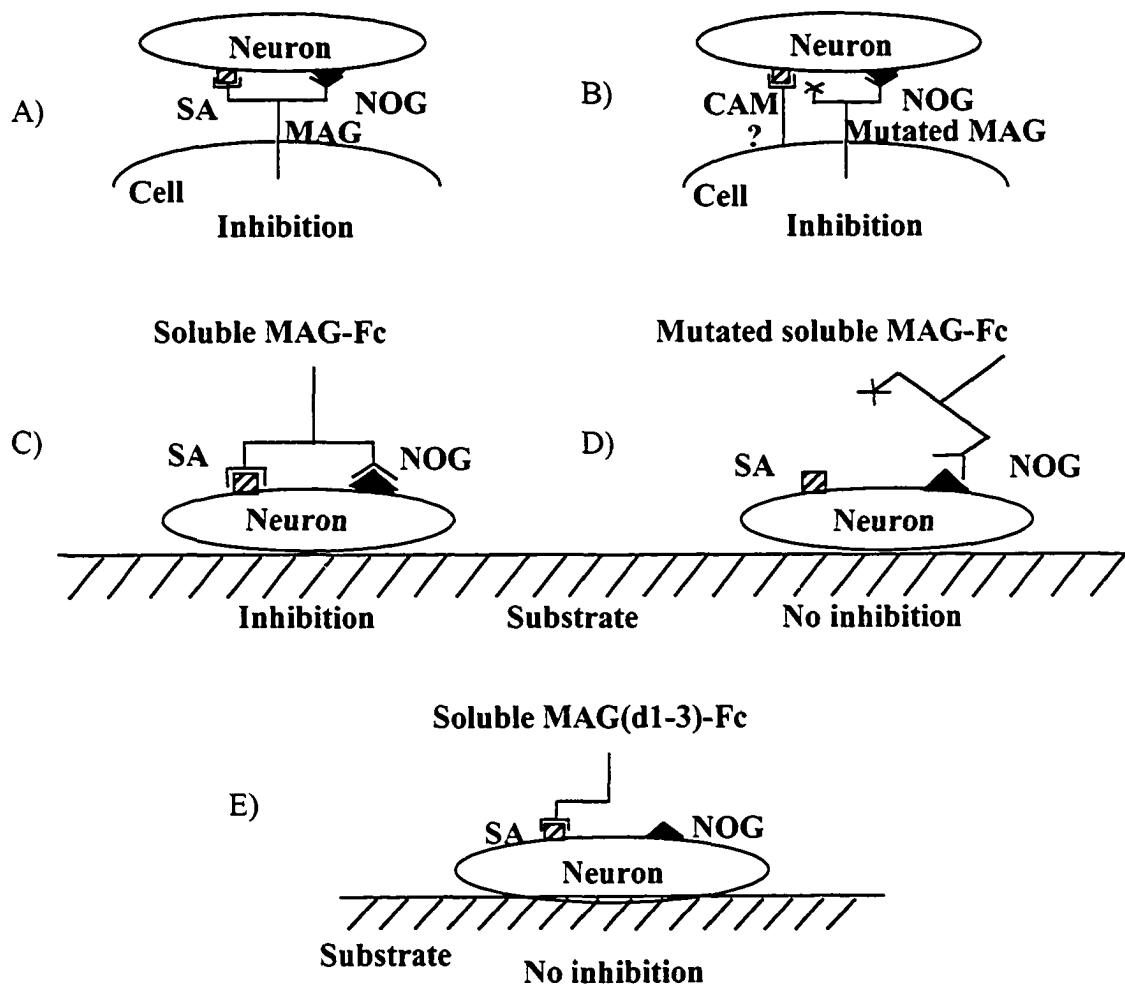 A)
Neuron
SA
NOG
MAG
Cell
Inhibition
B)
Neuron
CAM
NOG
?
Mutated MAG
Cell
Inhibition
Soluble MAG-Fc
C)
SA
NOG
Neuron
Inhibition
Substrate
Mutated soluble MAG-Fc
D)
SA
NOG
Neuron
No inhibition
Soluble MAG(d1-3)-Fc
E)
SA
NOG
Neuron
Substrate
No inhibition